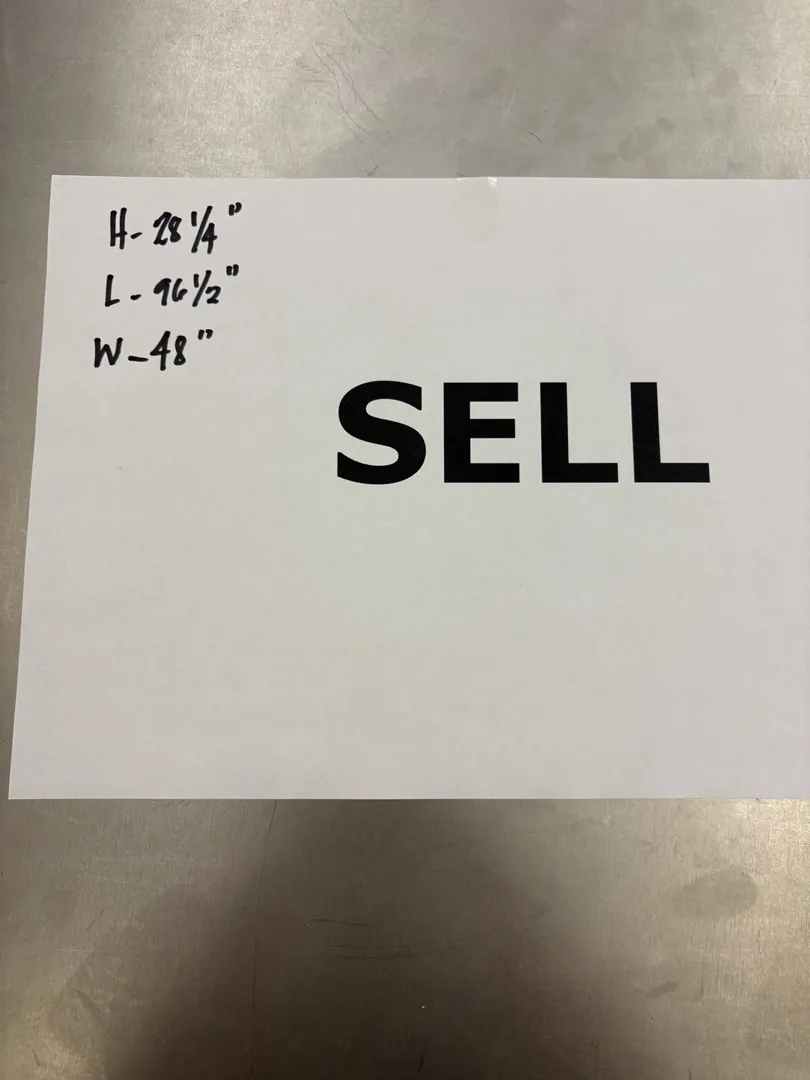 H- 28 1/4"
L - 96 1/2"
W - 48"
SELL